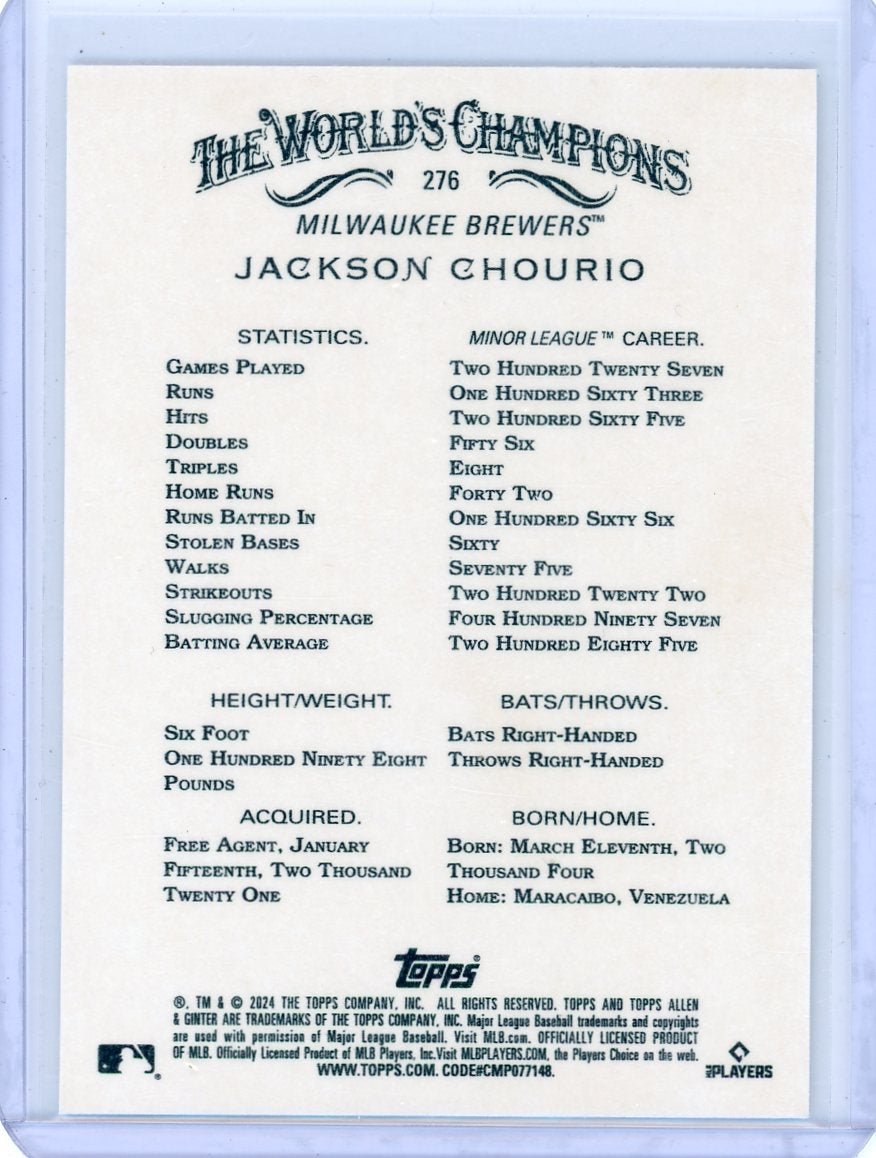 THE WORLD'S CHAMPIONS
276
MILWAUKEE BREWERS™
JACKSON CHOURIO
STATISTICS. MINOR LEAGUE™ CAREER.
GAMES PLAYED TWO HUNDRED TWENTY SEVEN
RUNS ONE HUNDRED SIXTY THREE
HITS TWO HUNDRED SIXTY FIVE
DOUBLES FIFTY SIX
TRIPLES EIGHT
HOME RUNS FORTY TWO
RUNS BATTED IN ONE HUNDRED SIXTY SIX
STOLEN BASES SIXTY
WALKS SEVENTY FIVE
STRIKEOUTS TWO HUNDRED TWENTY TWO
SLUGGING PERCENTAGE FOUR HUNDRED NINETY SEVEN
BATTING AVERAGE TWO HUNDRED EIGHTY FIVE
HEIGHT/WEIGHT.
SIX FOOT
ONE HUNDRED NINETY EIGHT
POUNDS
BATS/THROWS.
BATS RIGHT-HANDED
THROWS RIGHT-HANDED
ACQUIRED.
FREE AGENT, JANUARY
FIFTEENTH, TWO THOUSAND
TWENTY ONE
BORN/HOME.
BORN: MARCH ELEVENTH, TWO
THOUSAND FOUR
HOME: MARACAIBO, VENEZUELA
Topps®
®, TM & © 2024 THE TOPPS COMPANY, INC. ALL RIGHTS RESERVED. TOPPS AND TOPPS ALLEN
& GINTER ARE TRADEMARKS OF THE TOPPS COMPANY, INC. Major League Baseball trademarks and copyrights
are used with permission of Major League Baseball. Visit MLB.com. OFFICIALLY LICENSED PRODUCT
OF MLB. Officially Licensed Product of MLB Players, Inc.Visit MLBPLAYERS.COM, the Players Choice on the web.
WWW.TOPPS.COM. CODE#CMP077148.
MLB PLAYERS